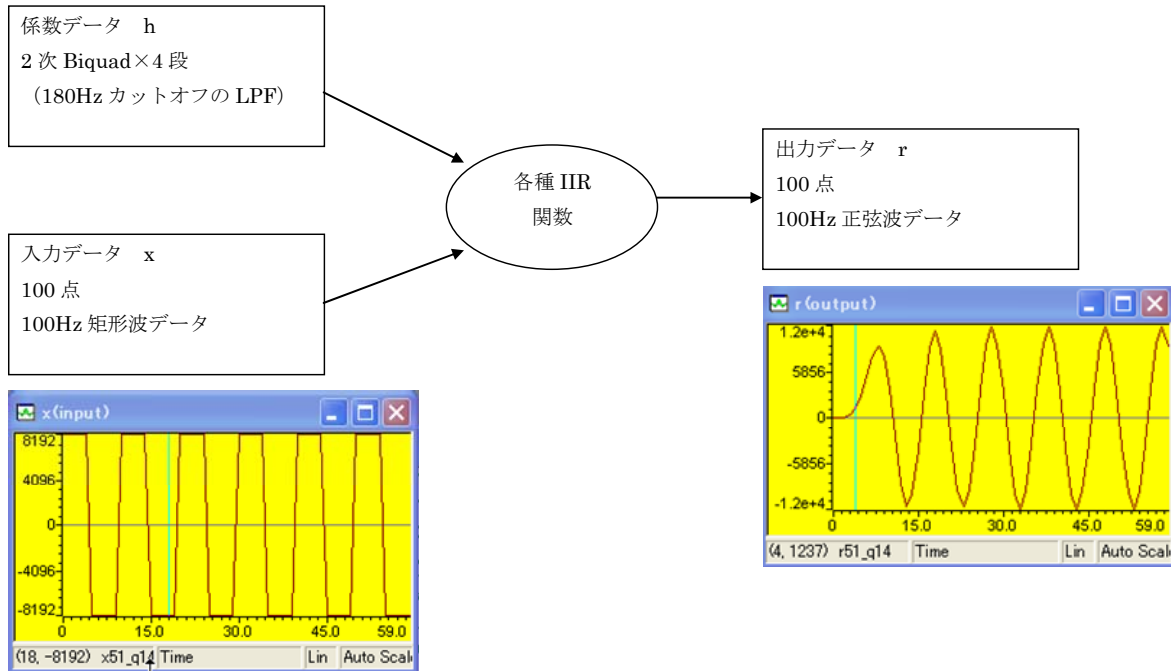 係数データ h
2 次 Biquad×4 段
（180Hz カットオフの LPF）
入力データ x
100 点
100Hz 矩形波データ
各種 IIR
関数
出力データ r
100 点
100Hz 正弦波データ
x(input)
8192
4096
0
-4096
-8192
0 15.0 30.0 45.0 59.0
(18, -8192) x51_q14 Time Lin Auto Scal
r(output)
1.2e+4
5856
0
-5856
-1.2e+4
0 15.0 30.0 45.0 59.0
(4, 1237) r51_q14 Time Lin Auto Scal